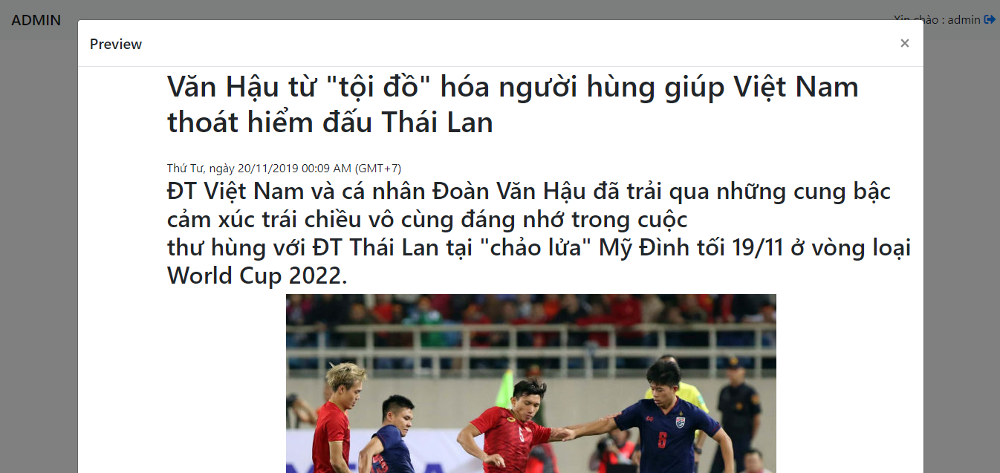 ADMIN
Xin chào : admin
Preview
×
Văn Hậu từ "tội đồ" hóa người hùng giúp Việt Nam
thoát hiểm đấu Thái Lan
Thứ Tư, ngày 20/11/2019 00:09 AM (GMT+7)
ĐT Việt Nam và cá nhân Đoàn Văn Hậu đã trải qua những cung bậc
cảm xúc trái chiều vô cùng đáng nhớ trong cuộc
thư hùng với ĐT Thái Lan tại "chảo lửa" Mỹ Đình tối 19/11 ở vòng loại
World Cup 2022.
5
6